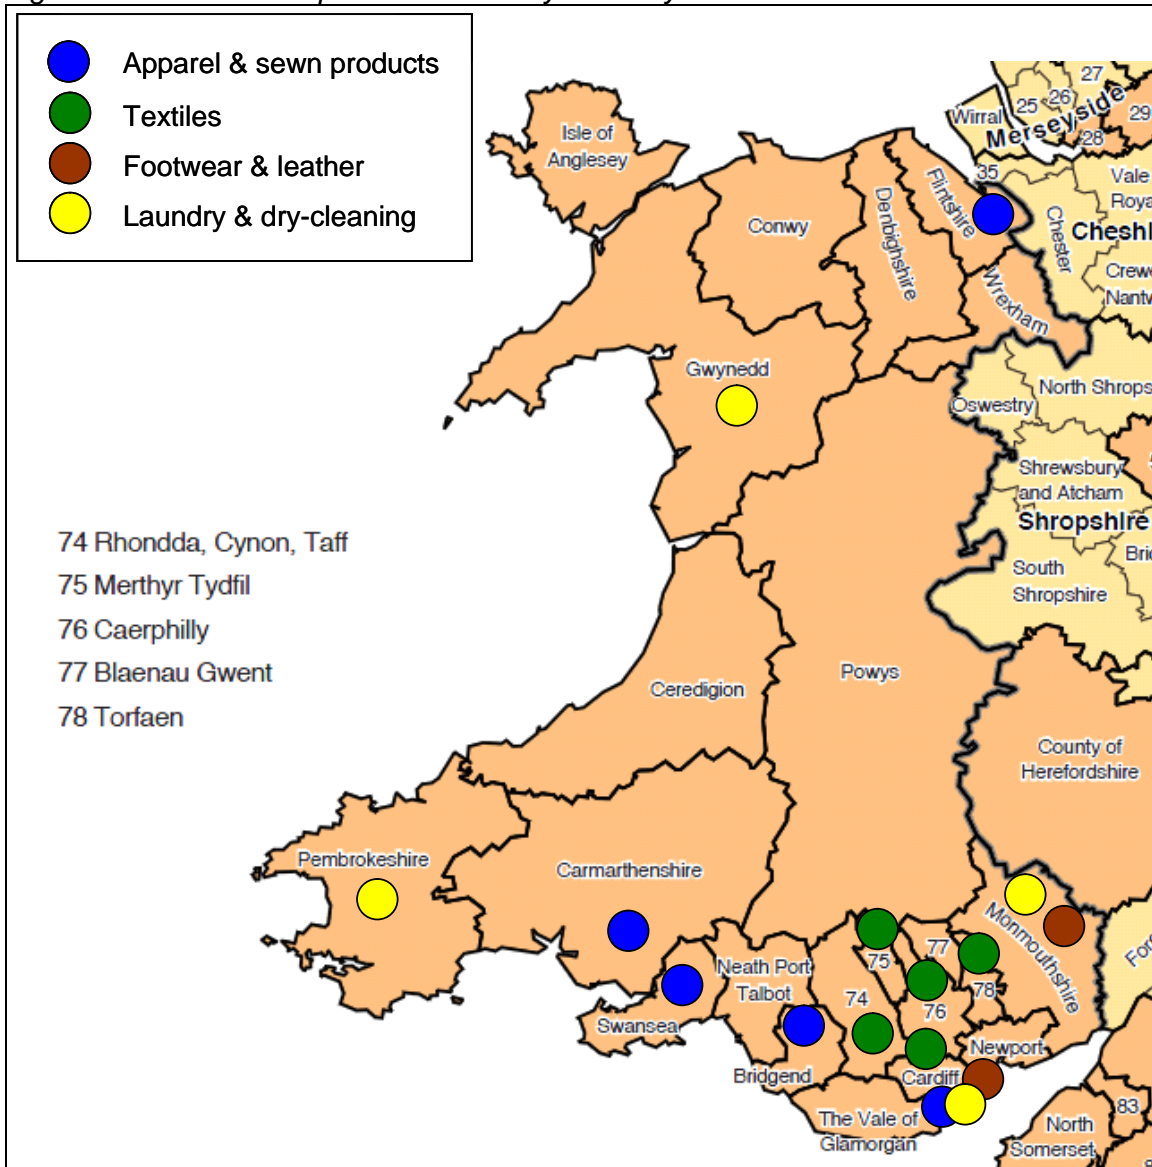 Apparel & sewn products
Textiles
Footwear & leather
Laundry & dry-cleaning
27
26
25
29
28
Wirral
Merseyside
Isle of
Anglesey
35
Vale
Roya
Flintshire
Denbighshire
Conwy
Chester
Cheshi
Crewe
Nantw
Wrexham
Gwynedd
North Shrops
Oswestry
Shrewsbury
and Atcham
Shropshire
Brid
South
Shropshire
74 Rhondda, Cynon, Taff
75 Merthyr Tydfil
76 Caerphilly
77 Blaenau Gwent
78 Torfaen
Powys
Ceredigion
County of
Herefordshire
Pembrokeshire
Carmarthenshire
Monmouthshire
Fore
77
75
Neath Port
Talbot
78
74
76
Swansea
Newport
Bridgend
Cardiff
The Vale of
Glamorgan
83
North
Somerset